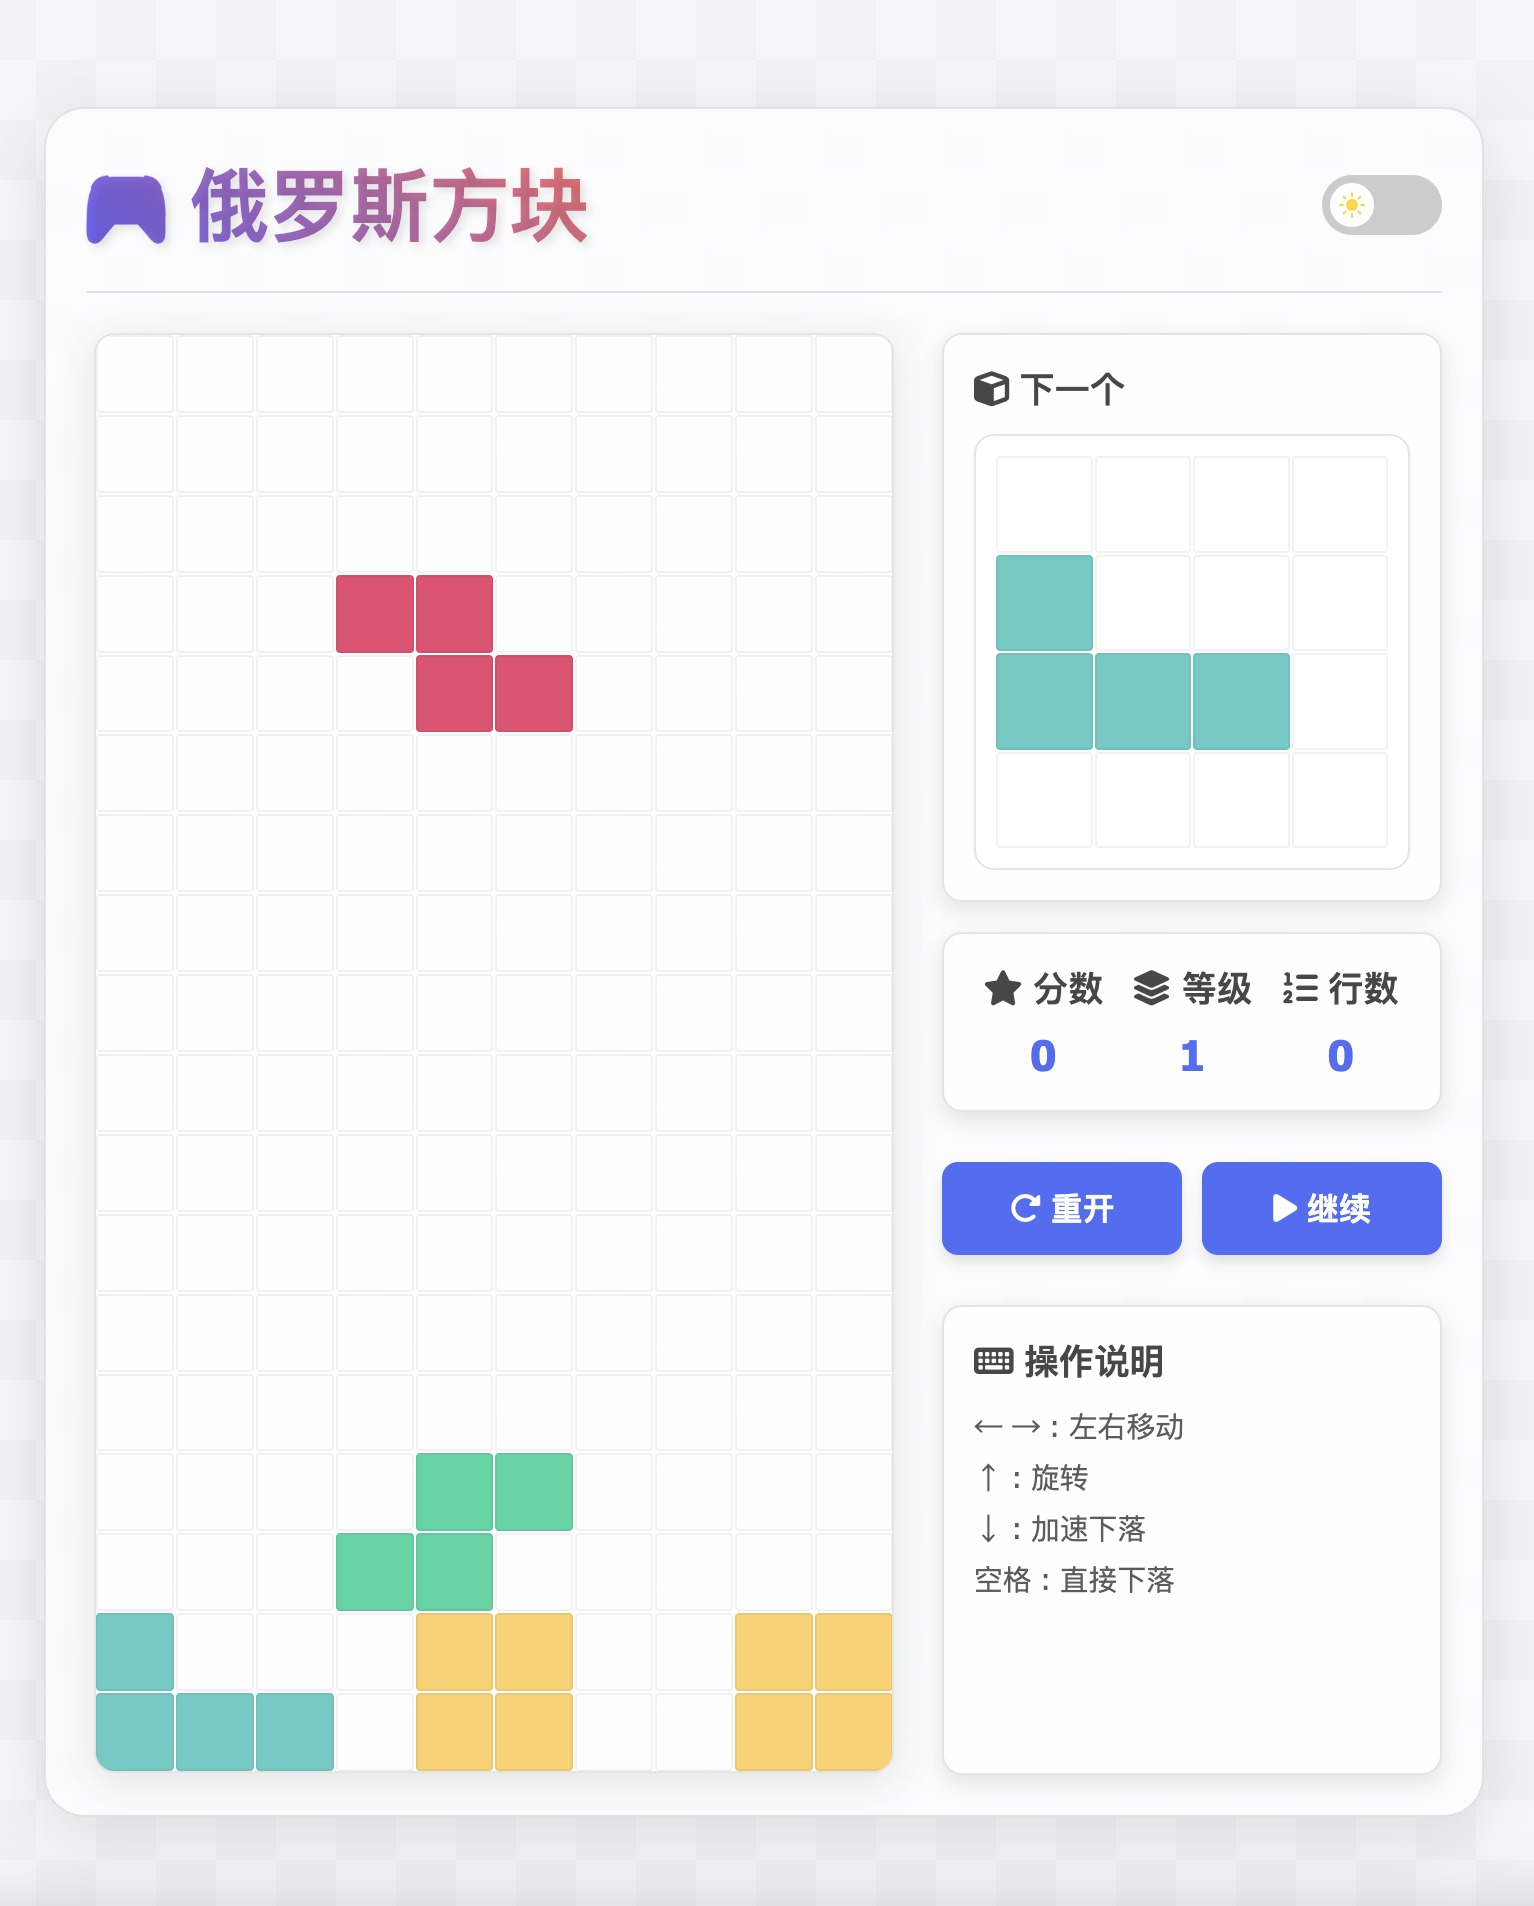 俄罗斯方块
下一个
分数 等级 行数
0 1 0
重开 继续
操作说明
← → : 左右移动
↑ : 旋转
↓ : 加速下落
空格 : 直接下落